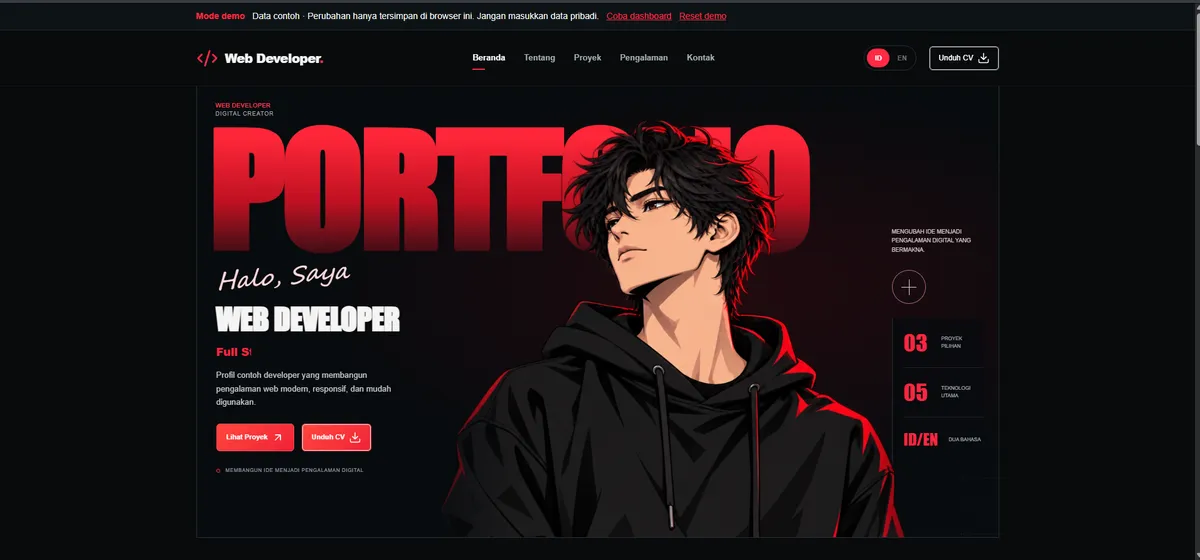 Mode demo Data contoh · Perubahan hanya tersimpan di browser ini. Jangan masukkan data pribadi. Coba dashboard Reset demo
</> Web Developer.
Beranda Tentang Proyek Pengalaman Kontak
ID EN
Unduh CV
WEB DEVELOPER
DIGITAL CREATOR
PORTFOLIO
Halo, Saya
WEB DEVELOPER
Full S
Profil contoh developer yang membangun
pengalaman web modern, responsif, dan mudah
digunakan.
Lihat Proyek
Unduh CV
MEMBANGUN IDE MENJADI PENGALAMAN DIGITAL
MENGUBAH IDE MENJADI
PENGALAMAN DIGITAL YANG
BERMAKNA.
03 PROYEK
PILIHAN
05 TEKNOLOGI
UTAMA
ID/EN DUA BAHASA